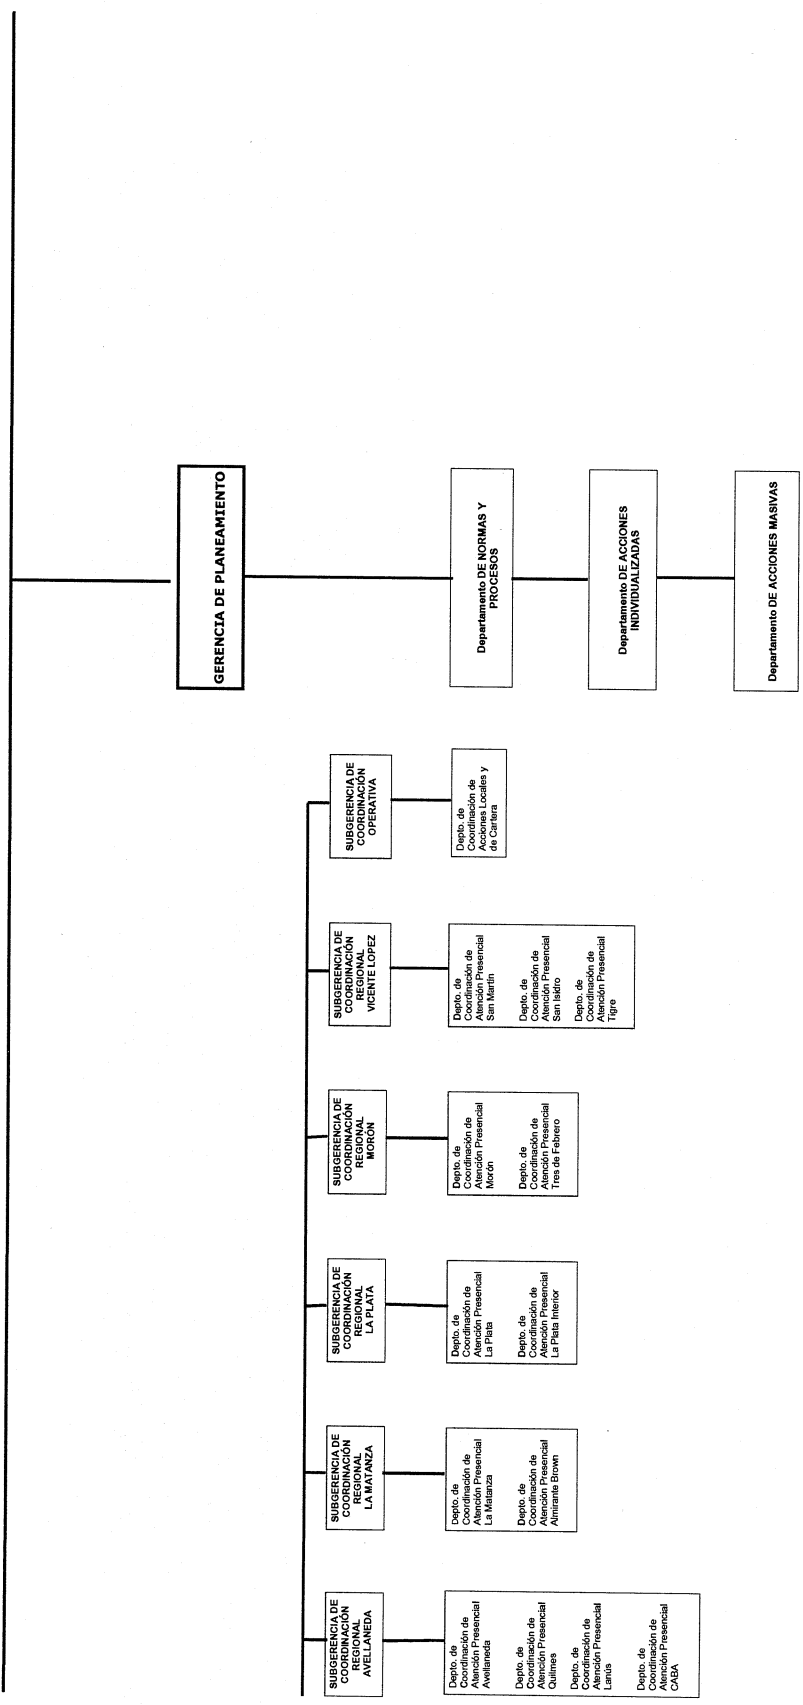 GERENCIA DE PLANEAMIENTO
SUBGERENCIA DE
COORDINACIÓN
REGIONAL
AVELLANEDA
SUBGERENCIA DE
COORDINACIÓN
REGIONAL
LA MATANZA
SUBGERENCIA DE
COORDINACIÓN
REGIONAL
LA PLATA
SUBGERENCIA DE
COORDINACIÓN
REGIONAL
MORÓN
SUBGERENCIA DE
COORDINACIÓN
REGIONAL
VICENTE LOPEZ
SUBGERENCIA DE
COORDINACIÓN
OPERATIVA
Depto. de
Coordinación de
Atención Presencial
Avellaneda
Depto. de
Coordinación de
Atención Presencial
Quilmes
Depto. de
Coordinación de
Atención Presencial
Lanús
Depto. de
Coordinación de
Atención Presencial
CABA
Depto. de
Coordinación de
Atención Presencial
La Matanza
Depto. de
Coordinación de
Atención Presencial
Almirante Brown
Depto. de
Coordinación de
Atención Presencial
La Plata
Depto. de
Coordinación de
Atención Presencial
La Plata Interior
Depto. de
Coordinación de
Atención Presencial
Morón
Depto. de
Coordinación de
Atención Presencial
Tres de Febrero
Depto. de
Coordinación de
Atención Presencial
San Martín
Depto. de
Coordinación de
Atención Presencial
San Isidro
Depto. de
Coordinación de
Atención Presencial
Tigre
Depto. de
Coordinación de
Acciones Locales y
de Cartera
Departamento DE NORMAS Y
PROCESOS
Departamento DE ACCIONES
INDIVIDUALIZADAS
Departamento DE ACCIONES MASIVAS